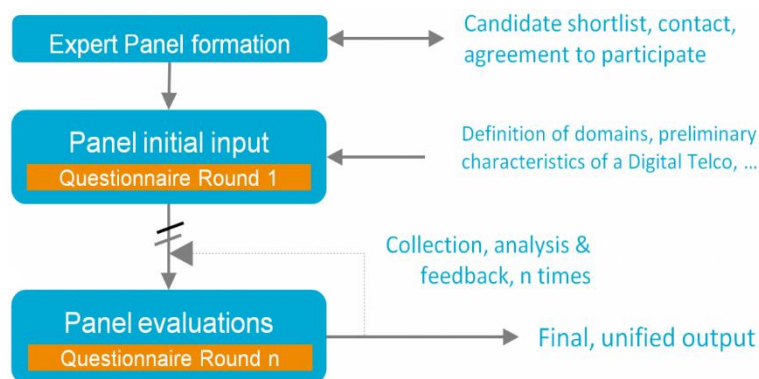 Expert Panel formation
Candidate shortlist, contact,
agreement to participate
Panel initial input
Questionnaire Round 1
Definition of domains, preliminary
characteristics of a Digital Telco, ...
Collection, analysis &
feedback, n times
Panel evaluations
Questionnaire Round n
Final, unified output